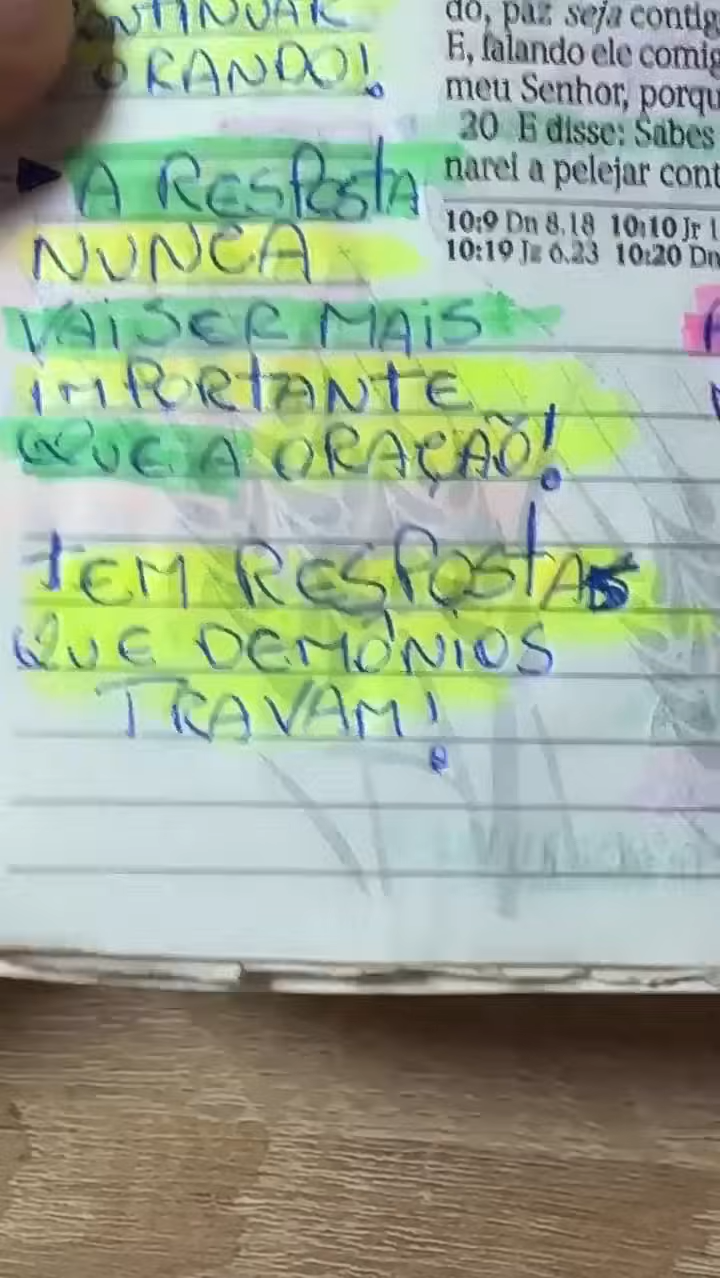 CONTINUAR
ORANDO!
A RESPOSTA
NUNCA
VAI SER MAIS
IMPORTANTE
QUE A ORAÇÃO!
TEM RESPOSTAS
QUE DEMÔNIOS
TRAVAM!
do, paz seja contig
E, falando ele comig
meu Senhor, porqu
20 E disse: Sabes
narei a pelejar cont
10:9 Dn 8.18 10:10 Jr 1
10:19 Jz 6.23 10:20 Dn